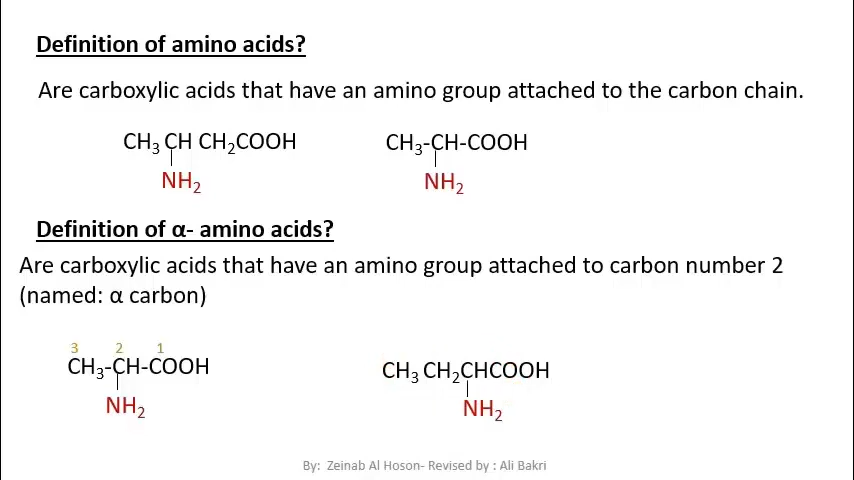 Definition of amino acids?
Are carboxylic acids that have an amino group attached to the carbon chain.
CH₃ CH CH₂COOH
NH₂
CH₃-CH-COOH
NH₂
Definition of α- amino acids?
Are carboxylic acids that have an amino group attached to carbon number 2
(named: α carbon)
3 2 1
CH₃-CH-COOH
NH₂
CH₃ CH₂CHCOOH
NH₂
By: Zeinab Al Hoson- Revised by : Ali Bakri